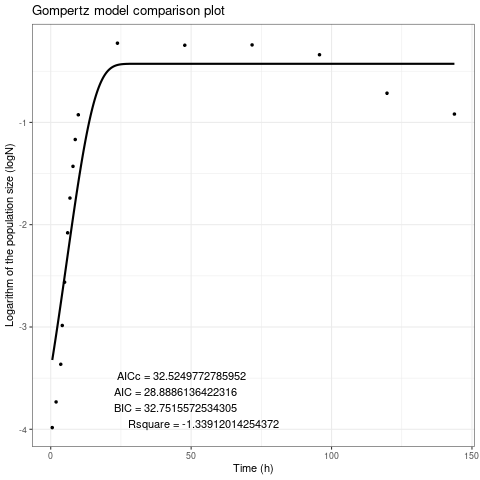 Gompertz model comparison plot
Logarithm of the population size (logN)
-1
-2
-3
-4
AICc = 32.5249772785952
AIC = 28.8886136422316
BIC = 32.7515572534305
Rsquare = -1.33912014254372
0 50 100 150
Time (h)